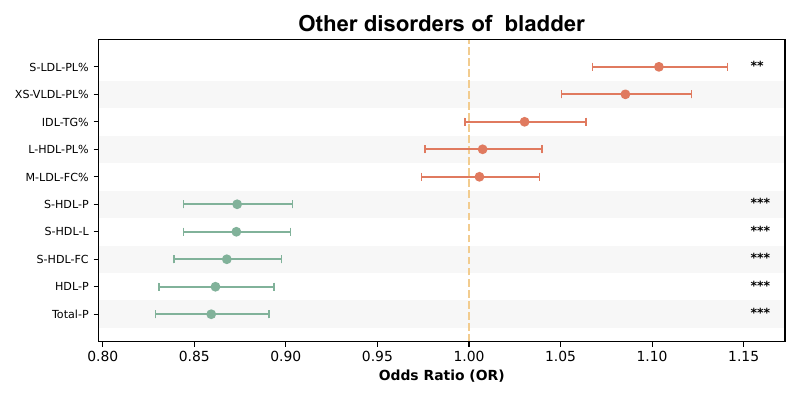 Other disorders of  bladder
S-LDL-PL% **
XS-VLDL-PL%
IDL-TG%
L-HDL-PL%
M-LDL-FC%
S-HDL-P ***
S-HDL-L ***
S-HDL-FC ***
HDL-P ***
Total-P ***
0.80 0.85 0.90 0.95 1.00 1.05 1.10 1.15
Odds Ratio (OR)